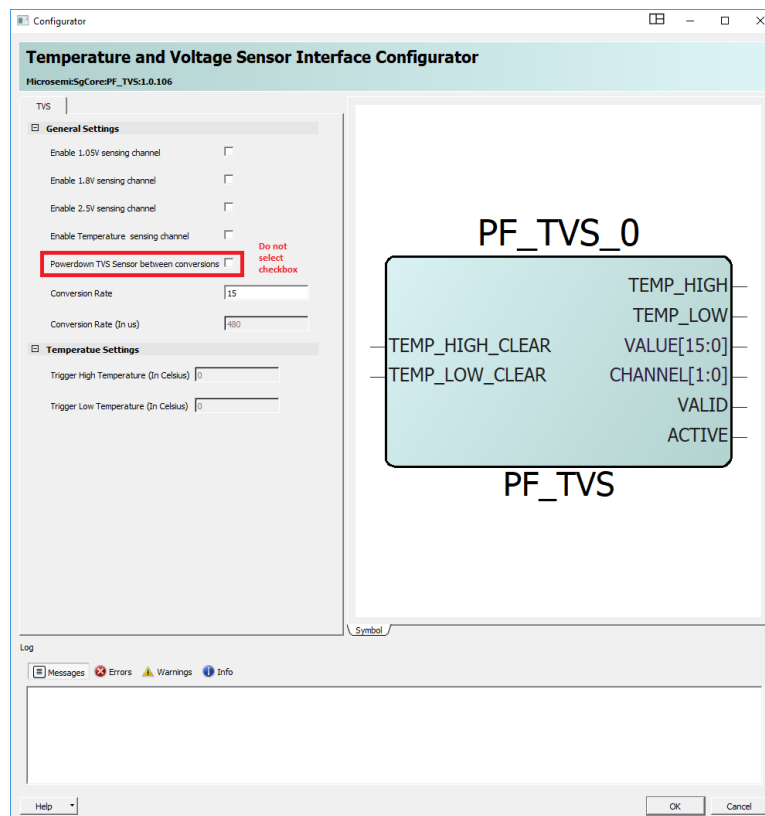 Configurator
Temperature and Voltage Sensor Interface Configurator
Microsemi:SgCore:PF_TVS:1.0.106
TVS
General Settings
Enable 1.05V sensing channel
Enable 1.8V sensing channel
Enable 2.5V sensing channel
Enable Temperature sensing channel
Powerdown TVS Sensor between conversions
Do not
select
checkbox
Conversion Rate 15
Conversion Rate (In us) 480
Temperatue Settings
Trigger High Temperature (In Celsius) 0
Trigger Low Temperature (In Celsius) 0
PF_TVS_0
TEMP_HIGH
TEMP_LOW
TEMP_HIGH_CLEAR VALUE[15:0]
TEMP_LOW_CLEAR CHANNEL[1:0]
VALID
ACTIVE
PF_TVS
Symbol
Log
Messages Errors Warnings Info
Help OK Cancel